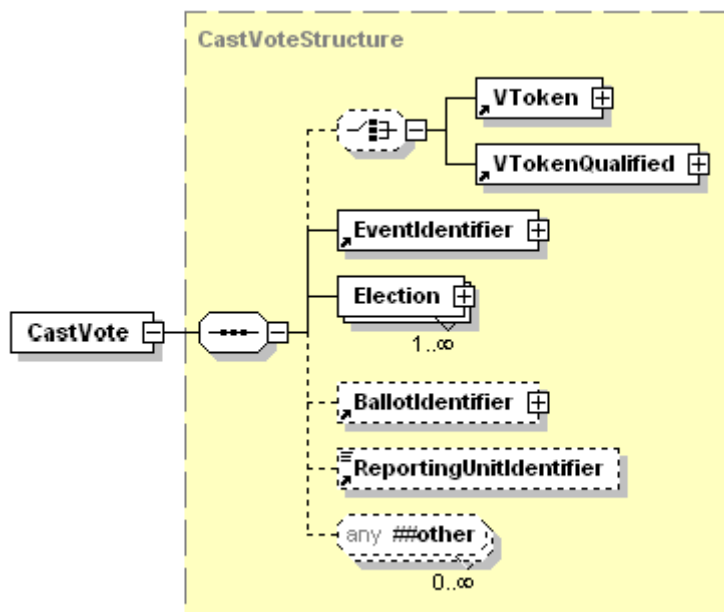 CastVoteStructure
VToken
VTokenQualified
EventIdentifier
Election
1..∞
CastVote
BallotIdentifier
ReportingUnitIdentifier
any ##other
0..∞